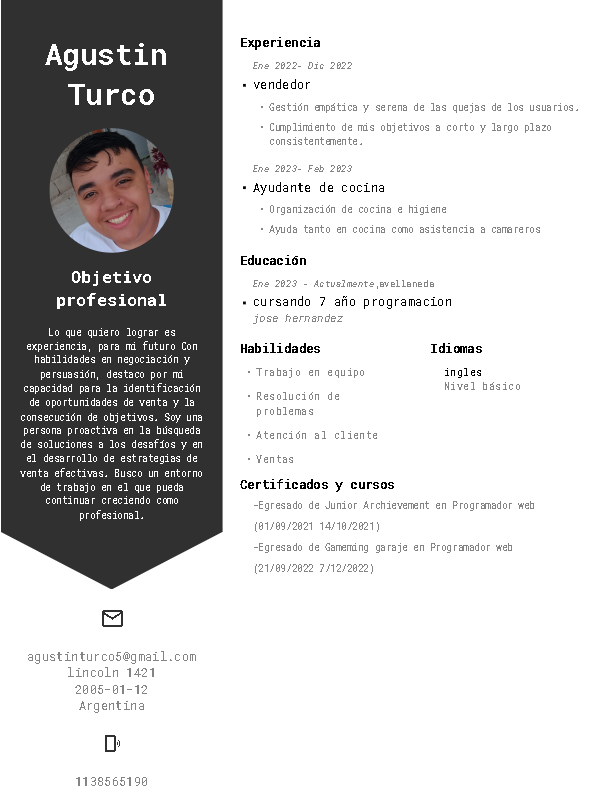 Agustin
Turco
Objetivo
profesional
Lo que quiero lograr es
experiencia, para mi futuro Con
habilidades en negociación y
persuasión, destaco por mi
capacidad para la identificación
de oportunidades de venta y la
consecución de objetivos. Soy una
persona proactiva en la búsqueda
de soluciones a los desafíos y en
el desarrollo de estrategias de
venta efectivas. Busco un entorno
de trabajo en el que pueda
continuar creciendo como
profesional.
agustinturco5@gmail.com
lincoln 1421
2005-01-12
Argentina
1138565190
Experiencia
Ene 2022- Dic 2022
• vendedor
• Gestión empática y serena de las quejas de los usuarios.
• Cumplimiento de mis objetivos a corto y largo plazo
consistentemente.
Ene 2023- Feb 2023
• Ayudante de cocina
• Organización de cocina e higiene
• Ayuda tanto en cocina como asistencia a camareros
Educación
Ene 2023 - Actualmente,avellaneda
• cursando 7 año programacion
jose hernandez
Habilidades
• Trabajo en equipo
• Resolución de
problemas
• Atención al cliente
• Ventas
Idiomas
ingles
Nivel básico
Certificados y cursos
-Egresado de Junior Archievement en Programador web
(01/09/2021 14/10/2021)
-Egresado de Gameming garaje en Programador web
(21/09/2022 7/12/2022)